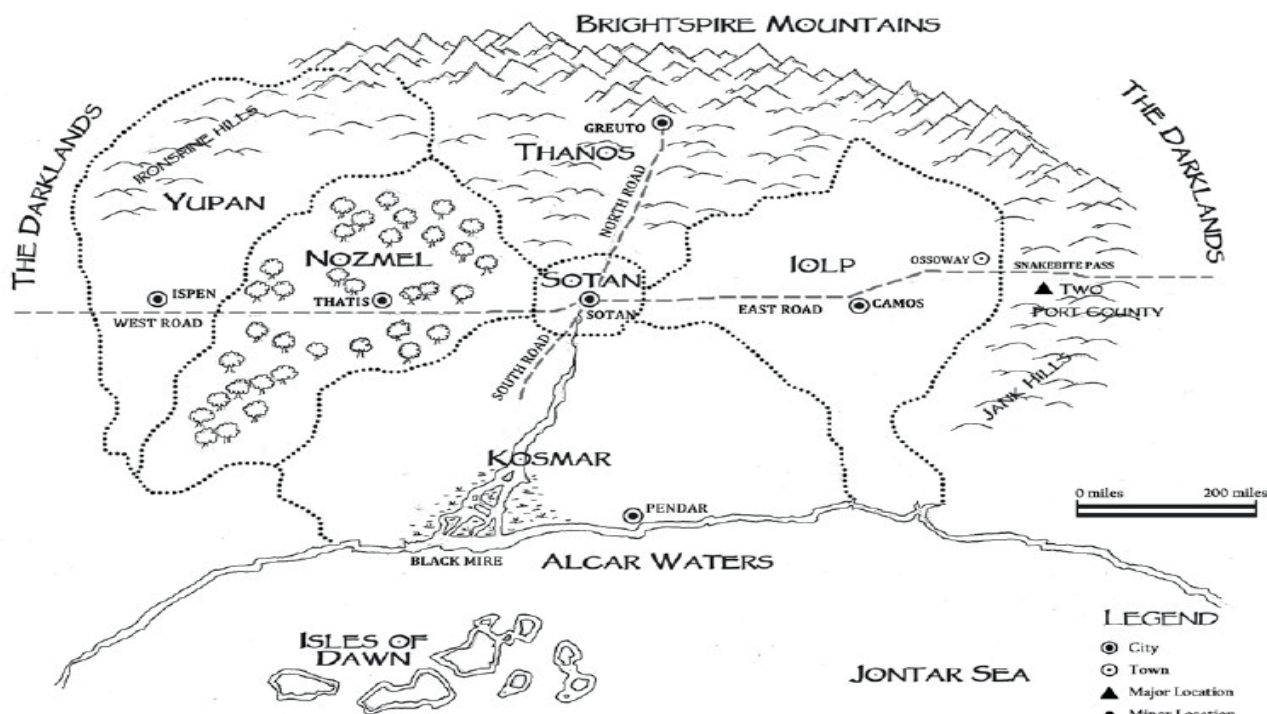 BRIGHTSPIRE MOUNTAINS
THE DARKLANDS
THE DARKLANDS
IRONSPINE HILLS
GREUTO
THANOS
YUPAN
NORTH ROAD
NOZMEL
IOLP
OSSOWAY
SNAKEBITE PASS
SOTAN
ISPEN
THATIS
SOTAN
CAMOS
TWO
PORT COUNTY
WEST ROAD
EAST ROAD
SOUTH ROAD
JANK HILLS
KOSMAR
0 miles 200 miles
PENDAR
BLACK MIRE
ALCAR WATERS
ISLES OF
DAWN
JONTAR SEA
LEGEND
City
Town
Major Location
Minor Location